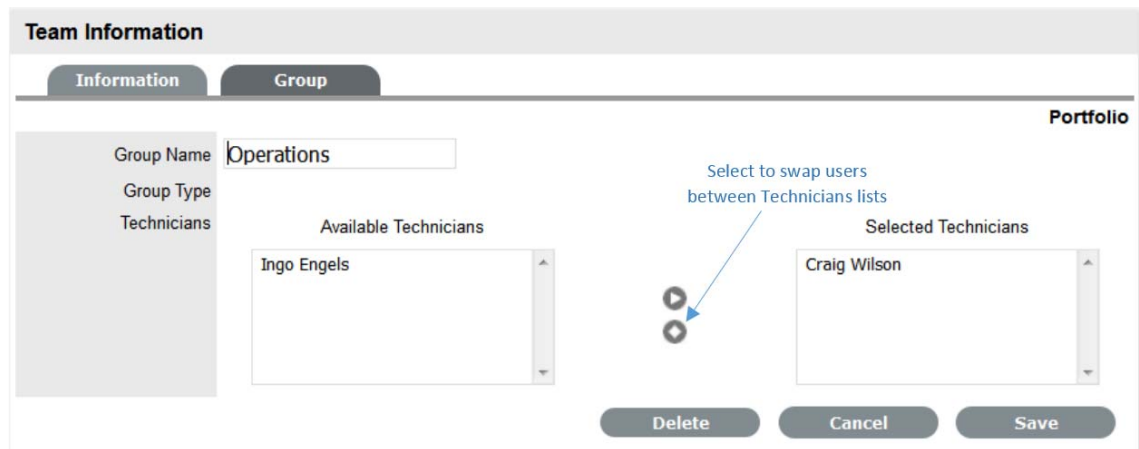 Team Information
Information
Group
Portfolio
Group Name
Operations
Group Type
Select to swap users
between Technicians lists
Technicians
Available Technicians
Selected Technicians
Ingo Engels
Craig Wilson
Delete
Cancel
Save